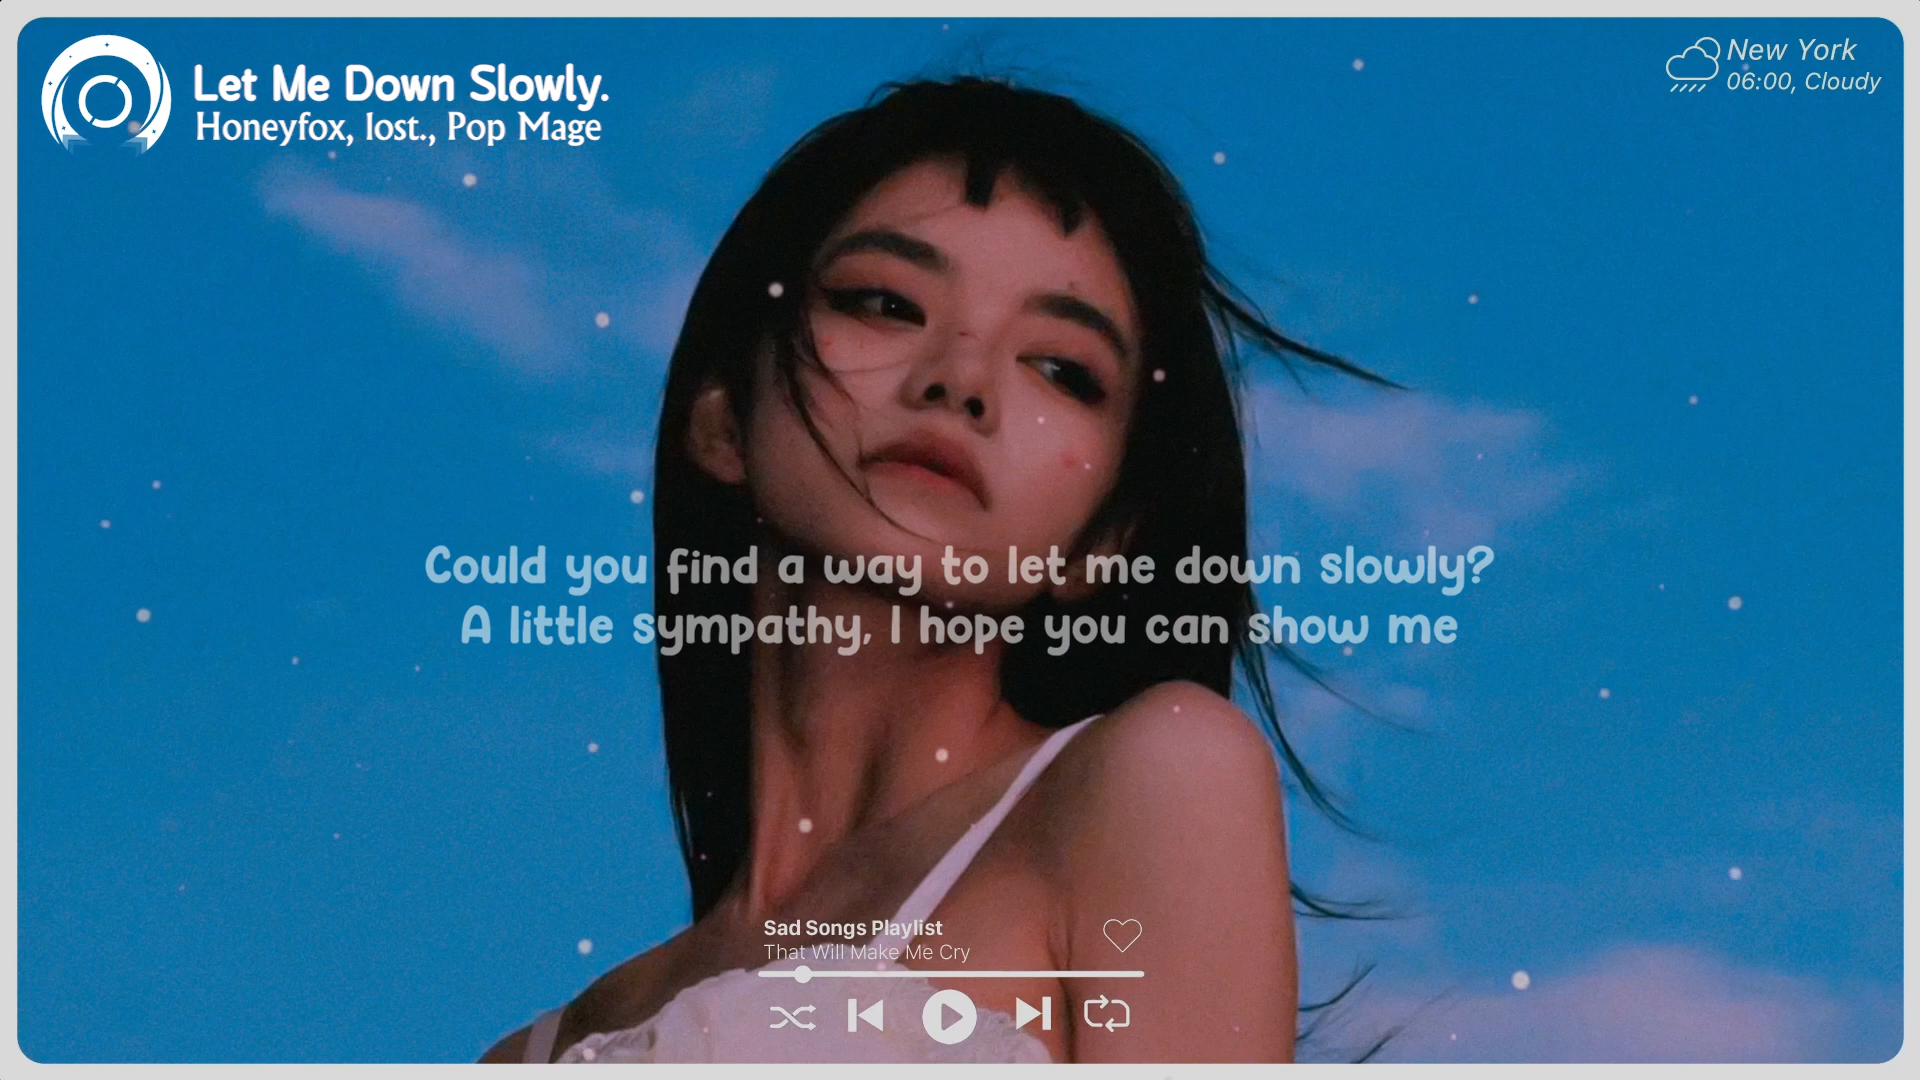 Let Me Down Slowly.
Honeyfox, lost., Pop Mage
New York
06:00, Cloudy
Could you find a way to let me down slowly?
A little sympathy, I hope you can show me
Sad Songs Playlist
That Will Make Me Cry